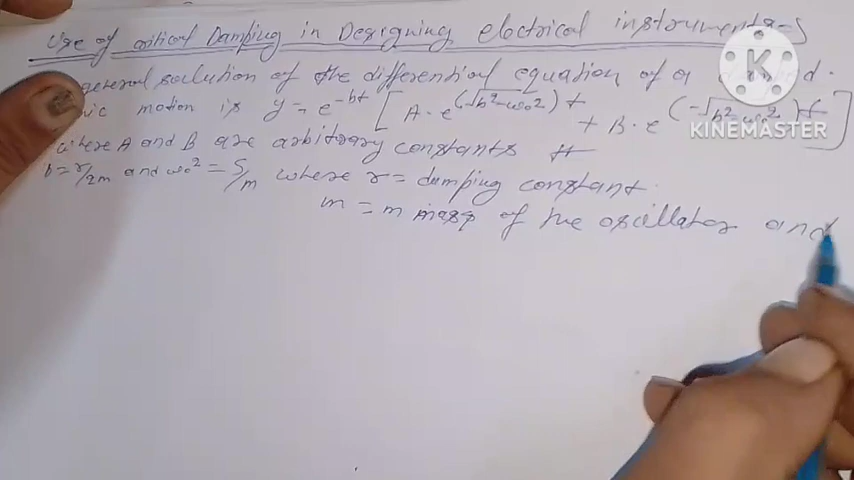 Use of critical Damping in Designing electrical instruments
general solution of the differential equation of a
motion is y = e^-bt [A · e^(√b²-ω₀²)t + B · e^(-√b²-ω₀²)t]
where A and B are arbitrary constants
b = r/2m and ω₀² = S/m where r = damping constant.
m = m mass of the oscillator and
KINEMASTER